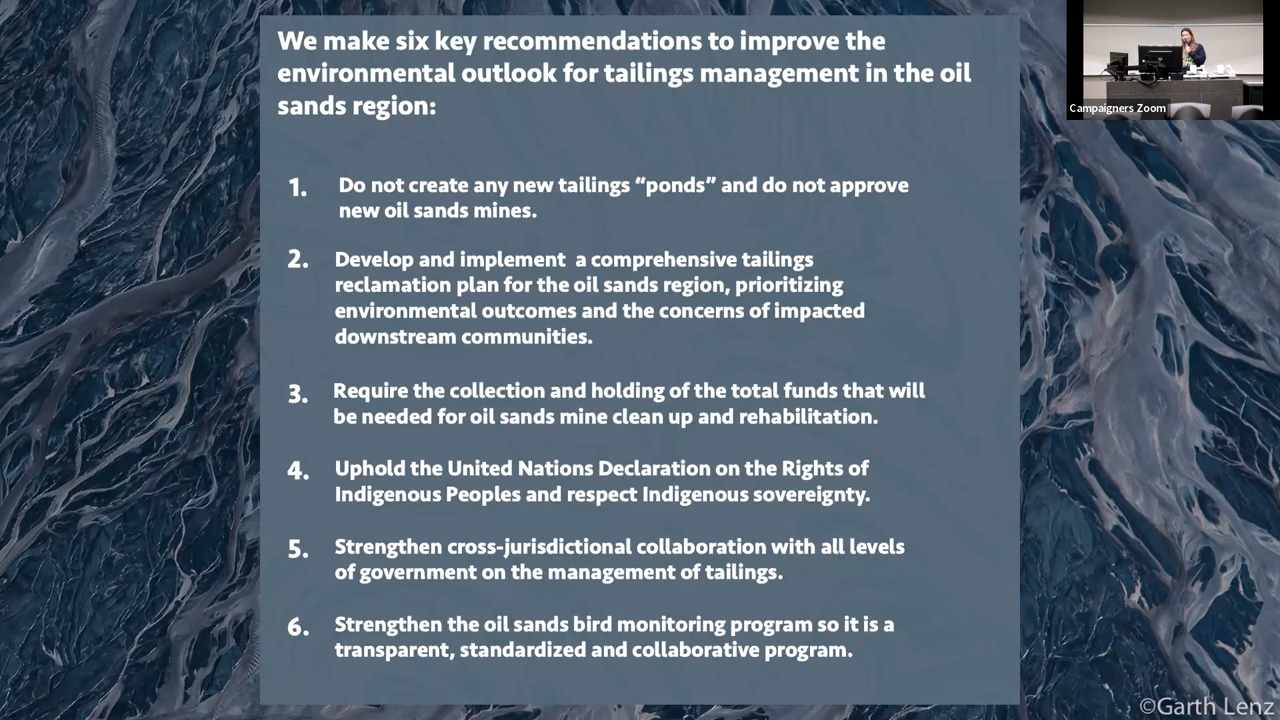 We make six key recommendations to improve the
environmental outlook for tailings management in the oil
sands region:
1. Do not create any new tailings “ponds” and do not approve
new oil sands mines.
2. Develop and implement a comprehensive tailings
reclamation plan for the oil sands region, prioritizing
environmental outcomes and the concerns of impacted
downstream communities.
3. Require the collection and holding of the total funds that will
be needed for oil sands mine clean up and rehabilitation.
4. Uphold the United Nations Declaration on the Rights of
Indigenous Peoples and respect Indigenous sovereignty.
5. Strengthen cross-jurisdictional collaboration with all levels
of government on the management of tailings.
6. Strengthen the oil sands bird monitoring program so it is a
transparent, standardized and collaborative program.
Campaigners Zoom
©Garth Lenz